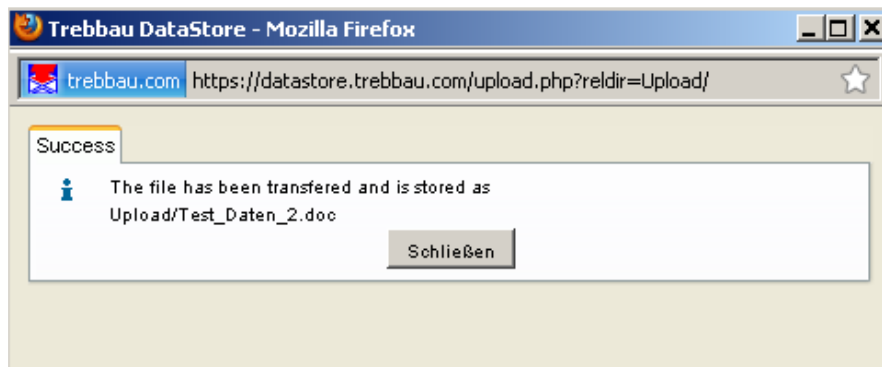 Trebbau DataStore - Mozilla Firefox
trebbau.com https://datastore.trebbau.com/upload.php?reldir=Upload/
Success
The file has been transfered and is stored as
Upload/Test_Daten_2.doc
Schließen